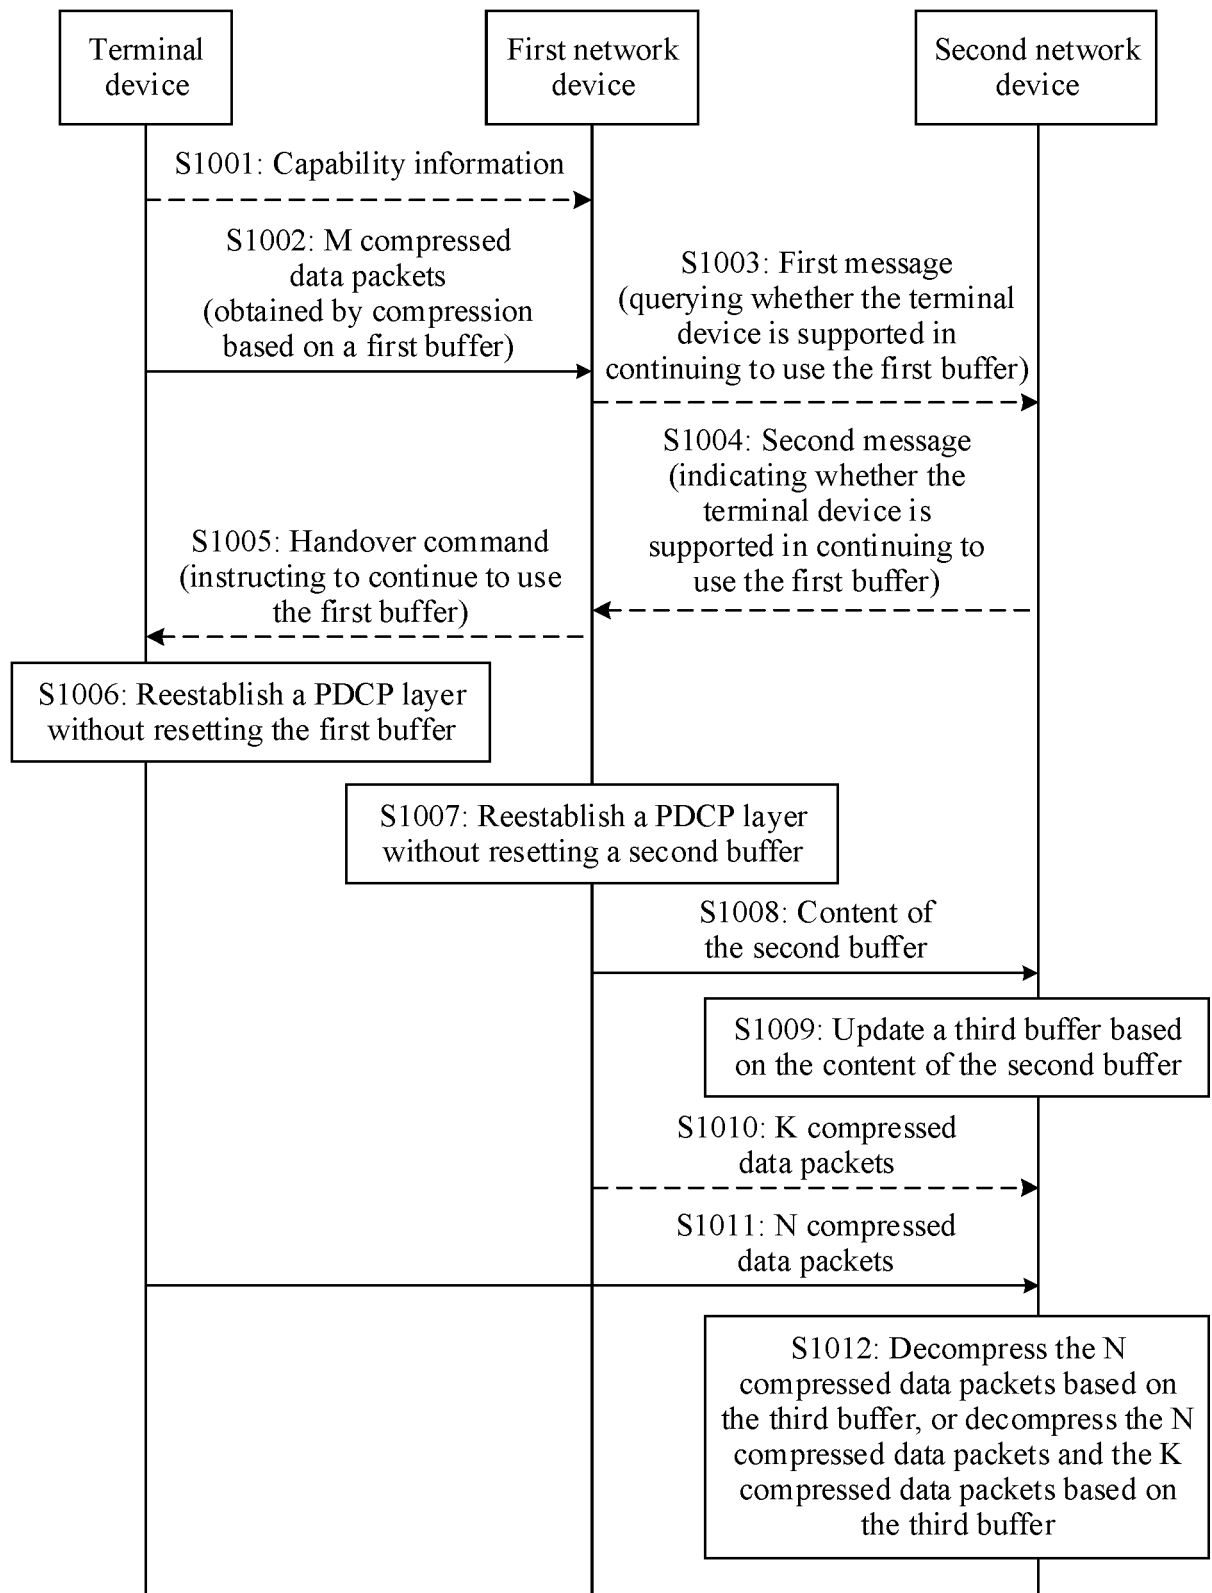 Terminal
device
First network
device
Second network
device
S1001: Capability information
S1002: M compressed
data packets
(obtained by compression
based on a first buffer)
S1003: First message
(querying whether the terminal
device is supported in
continuing to use the first buffer)
S1004: Second message
(indicating whether the
terminal device is
supported in continuing to
use the first buffer)
S1005: Handover command
(instructing to continue to use
the first buffer)
S1006: Reestablish a PDCP layer
without resetting the first buffer
S1007: Reestablish a PDCP layer
without resetting a second buffer
S1008: Content of
the second buffer
S1009: Update a third buffer based
on the content of the second buffer
S1010: K compressed
data packets
S1011: N compressed
data packets
S1012: Decompress the N
compressed data packets based on
the third buffer, or decompress the N
compressed data packets and the K
compressed data packets based on
the third buffer